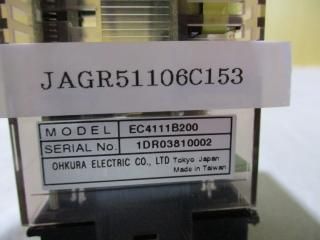 JAGR51106C153
MODEL EC4111B200
SERIAL No. 1DR03810002
OHKURA ELECTRIC CO., LTD Tokyo Japan
Made in Taiwan